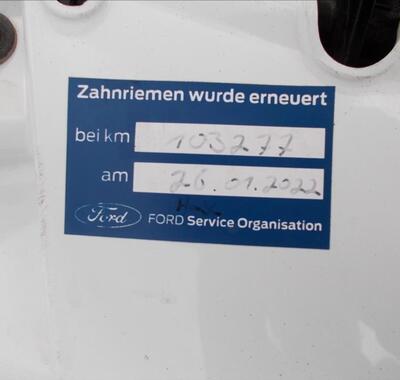 Zahnriemen wurde erneuert
bei km 103277
am 26.01.2022
Ford FORD Service Organisation